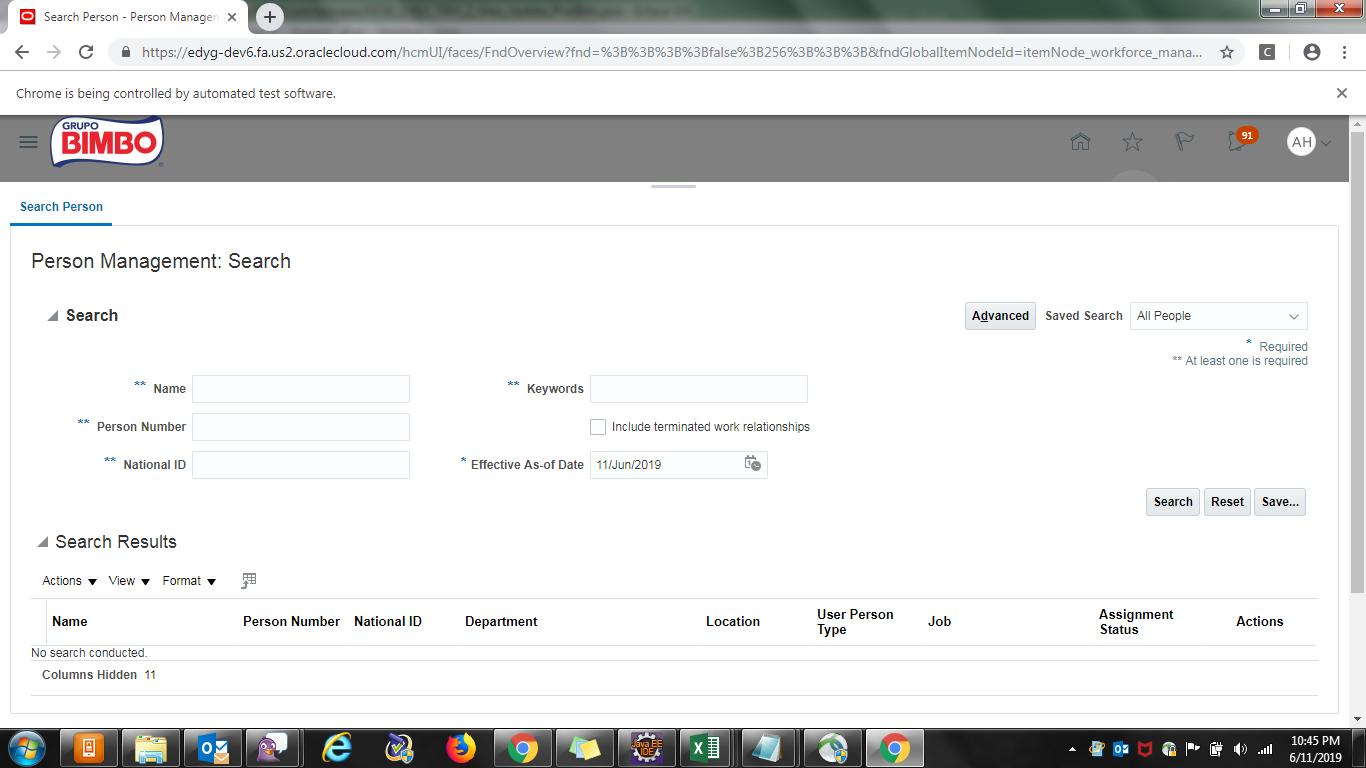 Search Person - Person Managem
https://edyg-dev6.fa.us2.oraclecloud.com/hcmUI/faces/FndOverview?fnd=%3B%3B%3B%3Bfalse%3B256%3B%3B%3B&fndGlobalItemNodeId=itemNode_workforce_mana...
C
Chrome is being controlled by automated test software.
GRUPO
BIMBO
91
AH
Search Person
Person Management: Search
Search
Advanced Saved Search All People
* Required
** At least one is required
** Name ** Keywords
** Person Number Include terminated work relationships
** National ID * Effective As-of Date 11/Jun/2019
Search Reset Save...
Search Results
Actions View Format
Name Person Number National ID Department Location User Person Type Job Assignment Status Actions
No search conducted.
Columns Hidden 11
Java EE
IDE
10:45 PM
6/11/2019